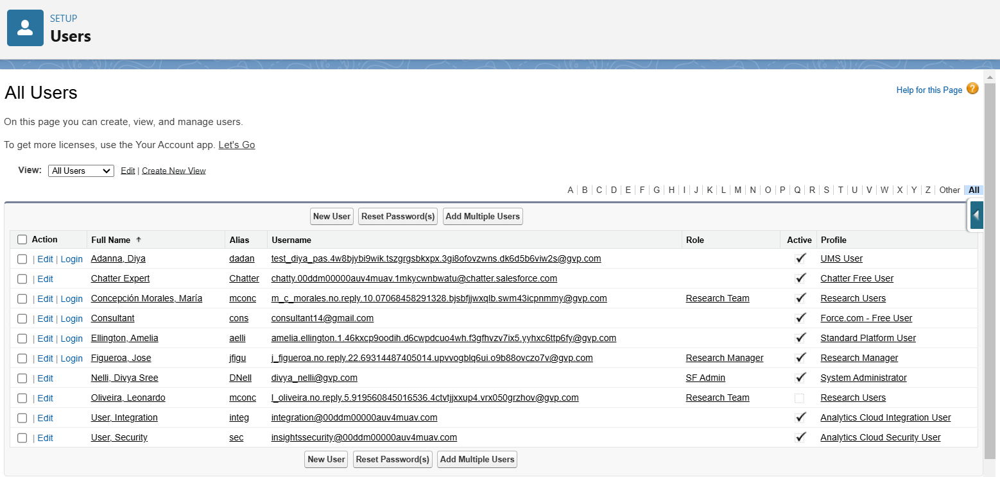 SETUP
Users
All Users
Help for this Page ?
On this page you can create, view, and manage users.
To get more licenses, use the Your Account app. Let's Go
View: All Users Edit | Create New View
A | B | C | D | E | F | G | H | I | J | K | L | M | N | O | P | Q | R | S | T | U | V | W | X | Y | Z | Other | All
New User Reset Password(s) Add Multiple Users
Action Full Name ↑ Alias Username Role Active Profile
| Edit | Login Adanna, Diya dadan test_diya_pas.4w8bjybi9wik.tszgrgsbkxpx.3gi8ofovzwns.dk6d5b6viw2s@gvp.com UMS User
| Edit Chatter Expert Chatter chatty.00ddm00000auv4muav.1mkycwnbwatu@chatter.salesforce.com Chatter Free User
| Edit | Login Concepción Morales, María mconc m_c_morales.no.reply.10.07068458291328.bjsbfjjwxqlb.swm43icpnmmy@gvp.com Research Team Research Users
| Edit | Login Consultant cons consultant14@gmail.com Force.com - Free User
| Edit | Login Ellington, Amelia aelli amelia.ellington.1.46kxcp9oodih.d6cwpdcuo4wh.f3gfhvzv7ix5.yyhxc6ttp6fy@gvp.com Standard Platform User
| Edit | Login Figueroa, Jose jfigu j_figueroa.no.reply.22.69314487405014.upvvogblq6ui.o9b88ovczo7v@gvp.com Research Manager Research Manager
| Edit Nelli, Divya Sree DNell divya_nelli@gvp.com SF Admin System Administrator
| Edit Oliveira, Leonardo mconc l_oliveira.no.reply.5.919560845016536.4ctvtjjxxup4.vrx050grzhov@gvp.com Research Team Research Users
| Edit User, Integration integ integration@00ddm00000auv4muav.com Analytics Cloud Integration User
| Edit User, Security sec insightssecurity@00ddm00000auv4muav.com Analytics Cloud Security User
New User Reset Password(s) Add Multiple Users